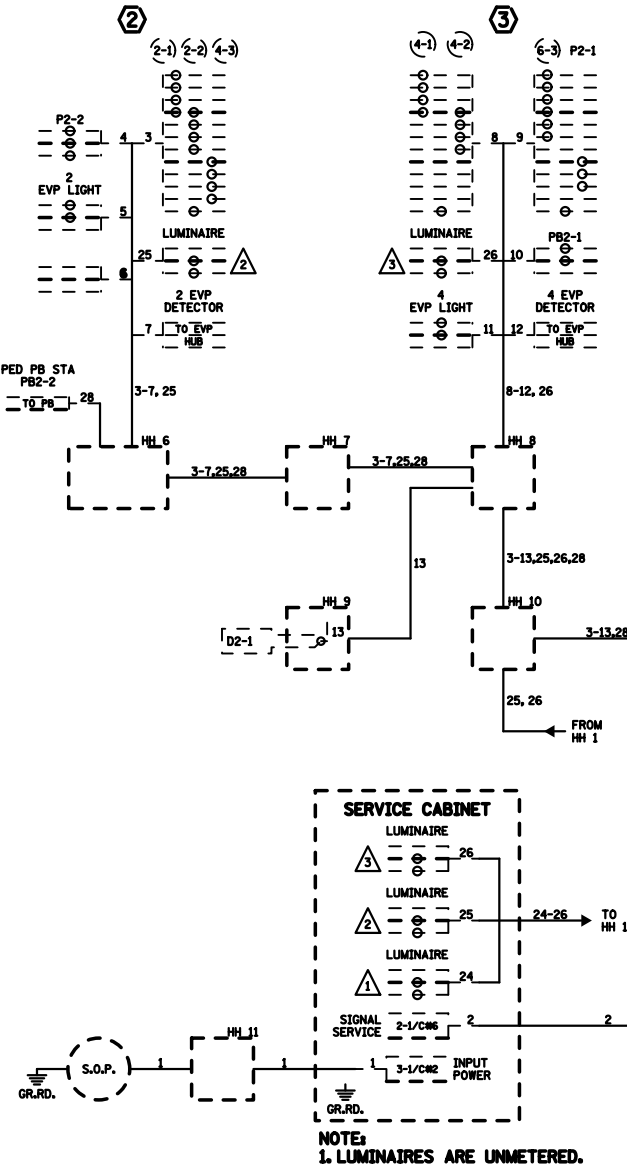 2
3
2-1 2-2 4-3
4-1 4-2
6-3 P2-1
P2-2
4 3
8 9
2
EVP LIGHT
5
LUMINAIRE
25
2
6
LUMINAIRE
3
26 10
PB2-1
2 EVP
DETECTOR
7
TO EVP
HUB
4
EVP LIGHT
11 12
4 EVP
DETECTOR
TO EVP
HUB
PED PB STA
PB2-2
TO PB
28
3-7, 25
8-12, 26
HH 6
HH 7
HH 8
3-7,25,28
3-7,25,28
13
3-13,25,26,28
HH 9
HH 10
D2-1
13
3-13,28
25, 26
FROM
HH 1
SERVICE CABINET
LUMINAIRE
3
26
LUMINAIRE
2
25
24-26
TO
HH 1
LUMINAIRE
1
24
SIGNAL
SERVICE
2-1/C#6
2
2
HH 11
S.O.P.
1
1
1
3-1/C#2
INPUT
POWER
GR.RD.
GR.RD.
NOTE:
1. LUMINAIRES ARE UNMETERED.